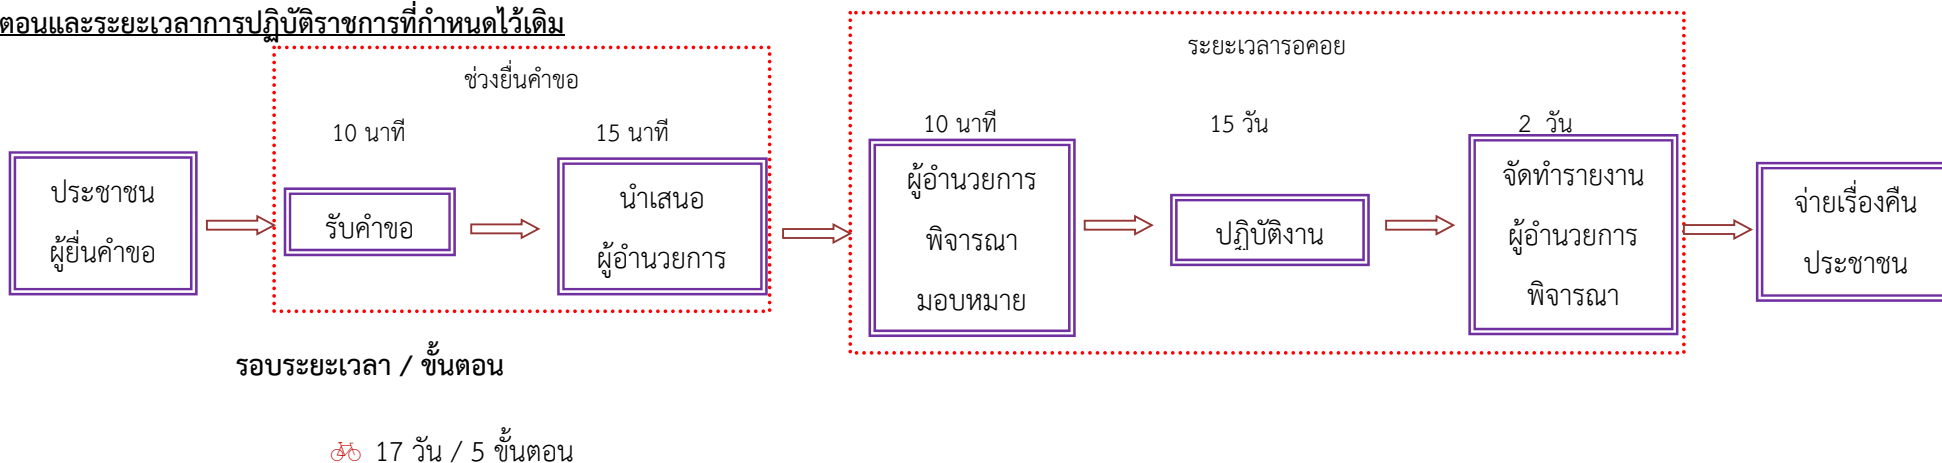 ตอนและระยะเวลาการปฏิบัติราชการที่กำหนดไว้เดิม
ช่วงยื่นคำขอ
ระยะเวลารอคอย
10 นาที
15 นาที
10 นาที
15 วัน
2 วัน
ประชาชน
ผู้ยื่นคำขอ
รับคำขอ
นำเสนอ
ผู้อำนวยการ
ผู้อำนวยการ
พิจารณา
มอบหมาย
ปฏิบัติงาน
จัดทำรายงาน
ผู้อำนวยการ
พิจารณา
จ่ายเรื่องคืน
ประชาชน
รอบระยะเวลา / ขั้นตอน
17 วัน / 5 ขั้นตอน